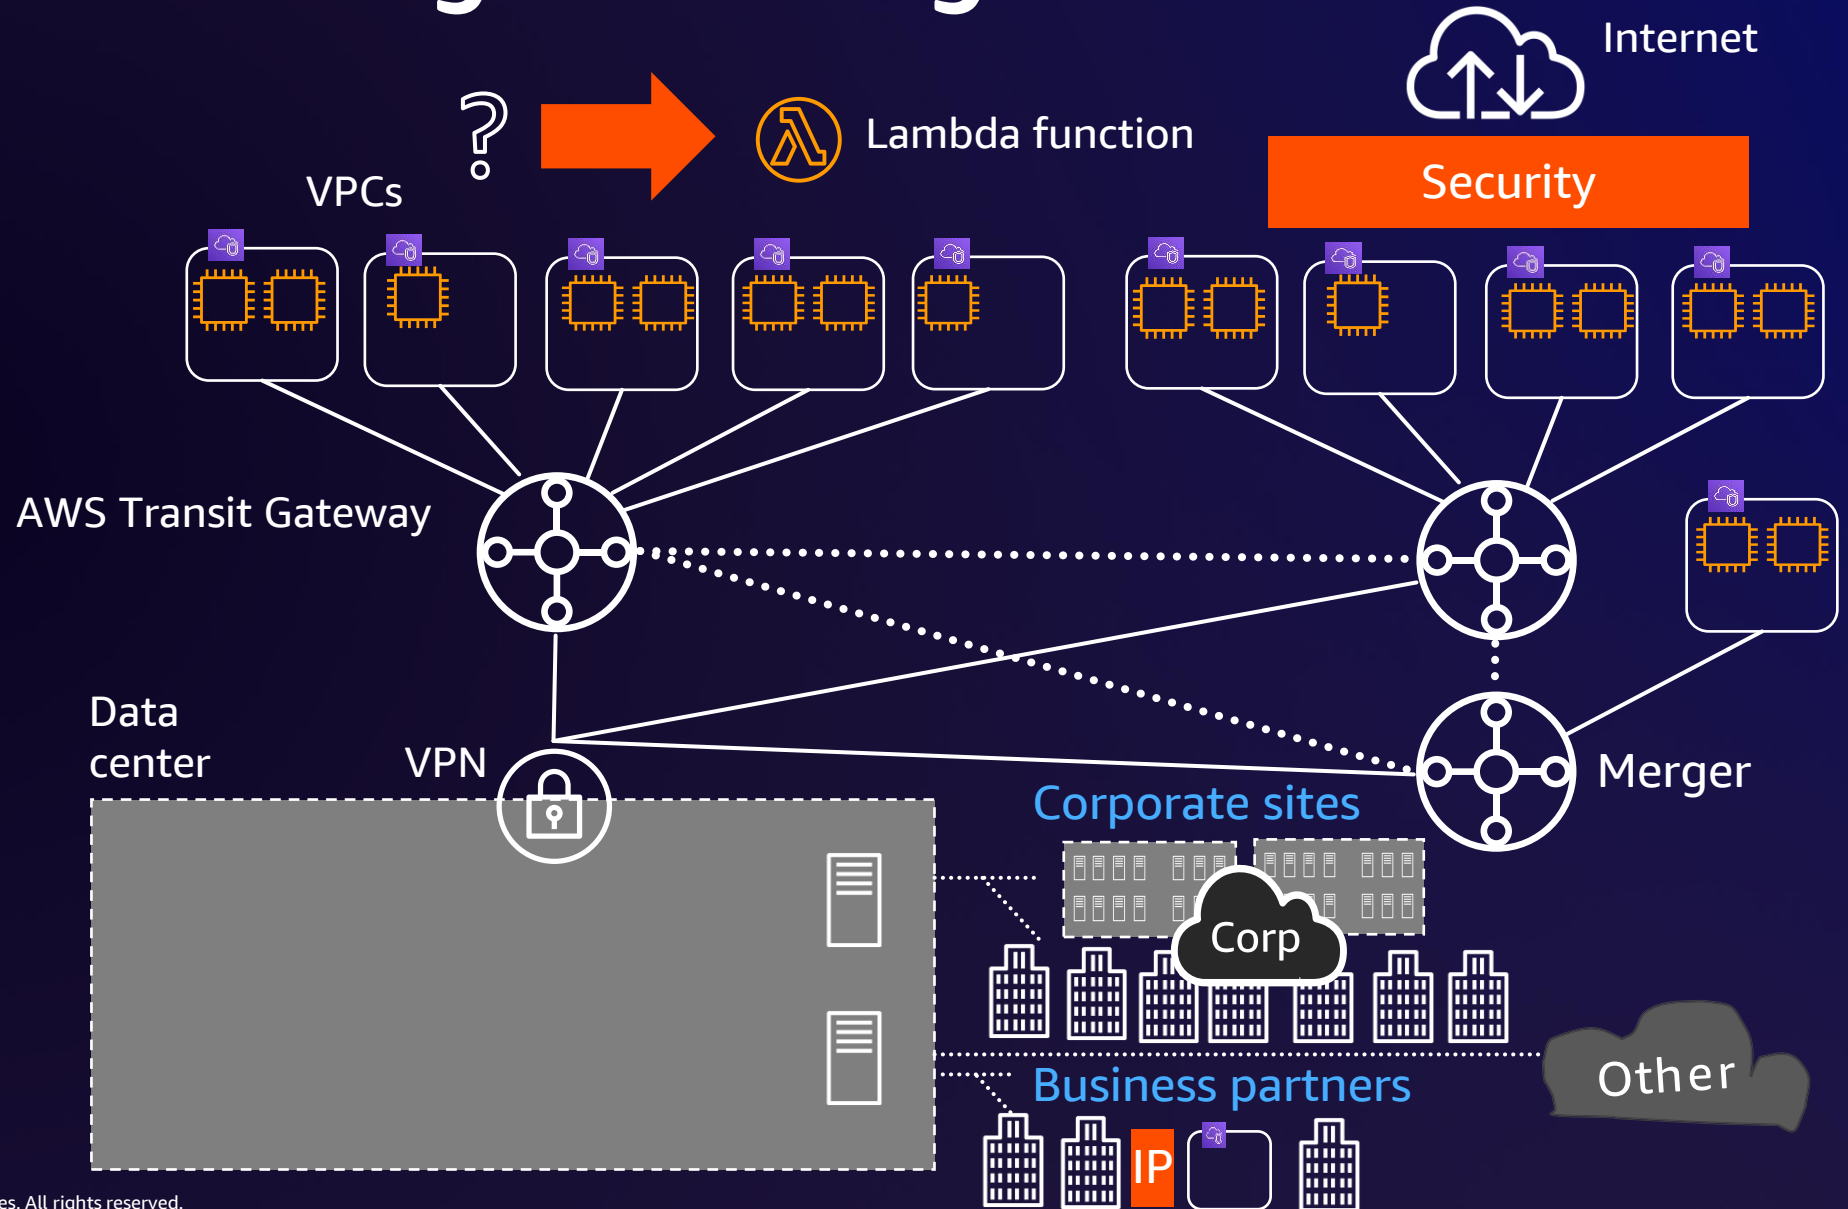 Internet
?
Lambda function
Security
VPCs
AWS Transit Gateway
Data
center
VPN
Merger
Corporate sites
Corp
Business partners
Other
IP
All rights reserved.